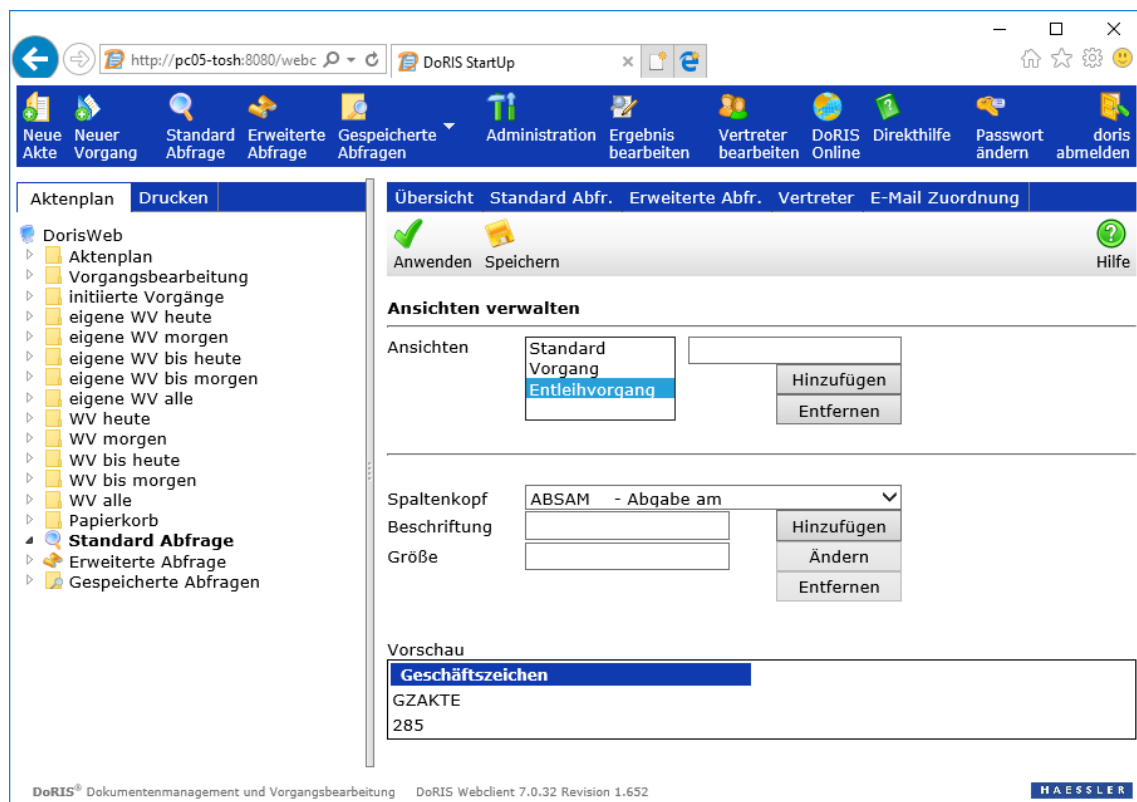 http://pc05-tosh:8080/webc
DoRIS StartUp
Neue Akte
Neuer Vorgang
Standard Abfrage
Erweiterte Abfrage
Gespeicherte Abfragen
Administration
Ergebnis bearbeiten
Vertreter bearbeiten
DoRIS Online
Direkthilfe
Passwort ändern
doris abmelden
Aktenplan Drucken
DorisWeb
Aktenplan
Vorgangsbearbeitung
initiierte Vorgänge
eigene WV heute
eigene WV morgen
eigene WV bis heute
eigene WV bis morgen
eigene WV alle
WV heute
WV morgen
WV bis heute
WV bis morgen
WV alle
Papierkorb
Standard Abfrage
Erweiterte Abfrage
Gespeicherte Abfragen
Übersicht Standard Abfr. Erweiterte Abfr. Vertreter E-Mail Zuordnung
Anwenden Speichern Hilfe
Ansichten verwalten
Ansichten
Standard
Vorgang
Entleihvorgang
Hinzufügen
Entfernen
Spaltenkopf ABSAM - Abgabe am
Beschriftung Hinzufügen
Größe Ändern
Entfernen
Vorschau
Geschäftszeichen
GZAKTE
285
DoRIS® Dokumentenmanagement und Vorgangsbearbeitung DoRIS Webclient 7.0.32 Revision 1.652
HAESSLER